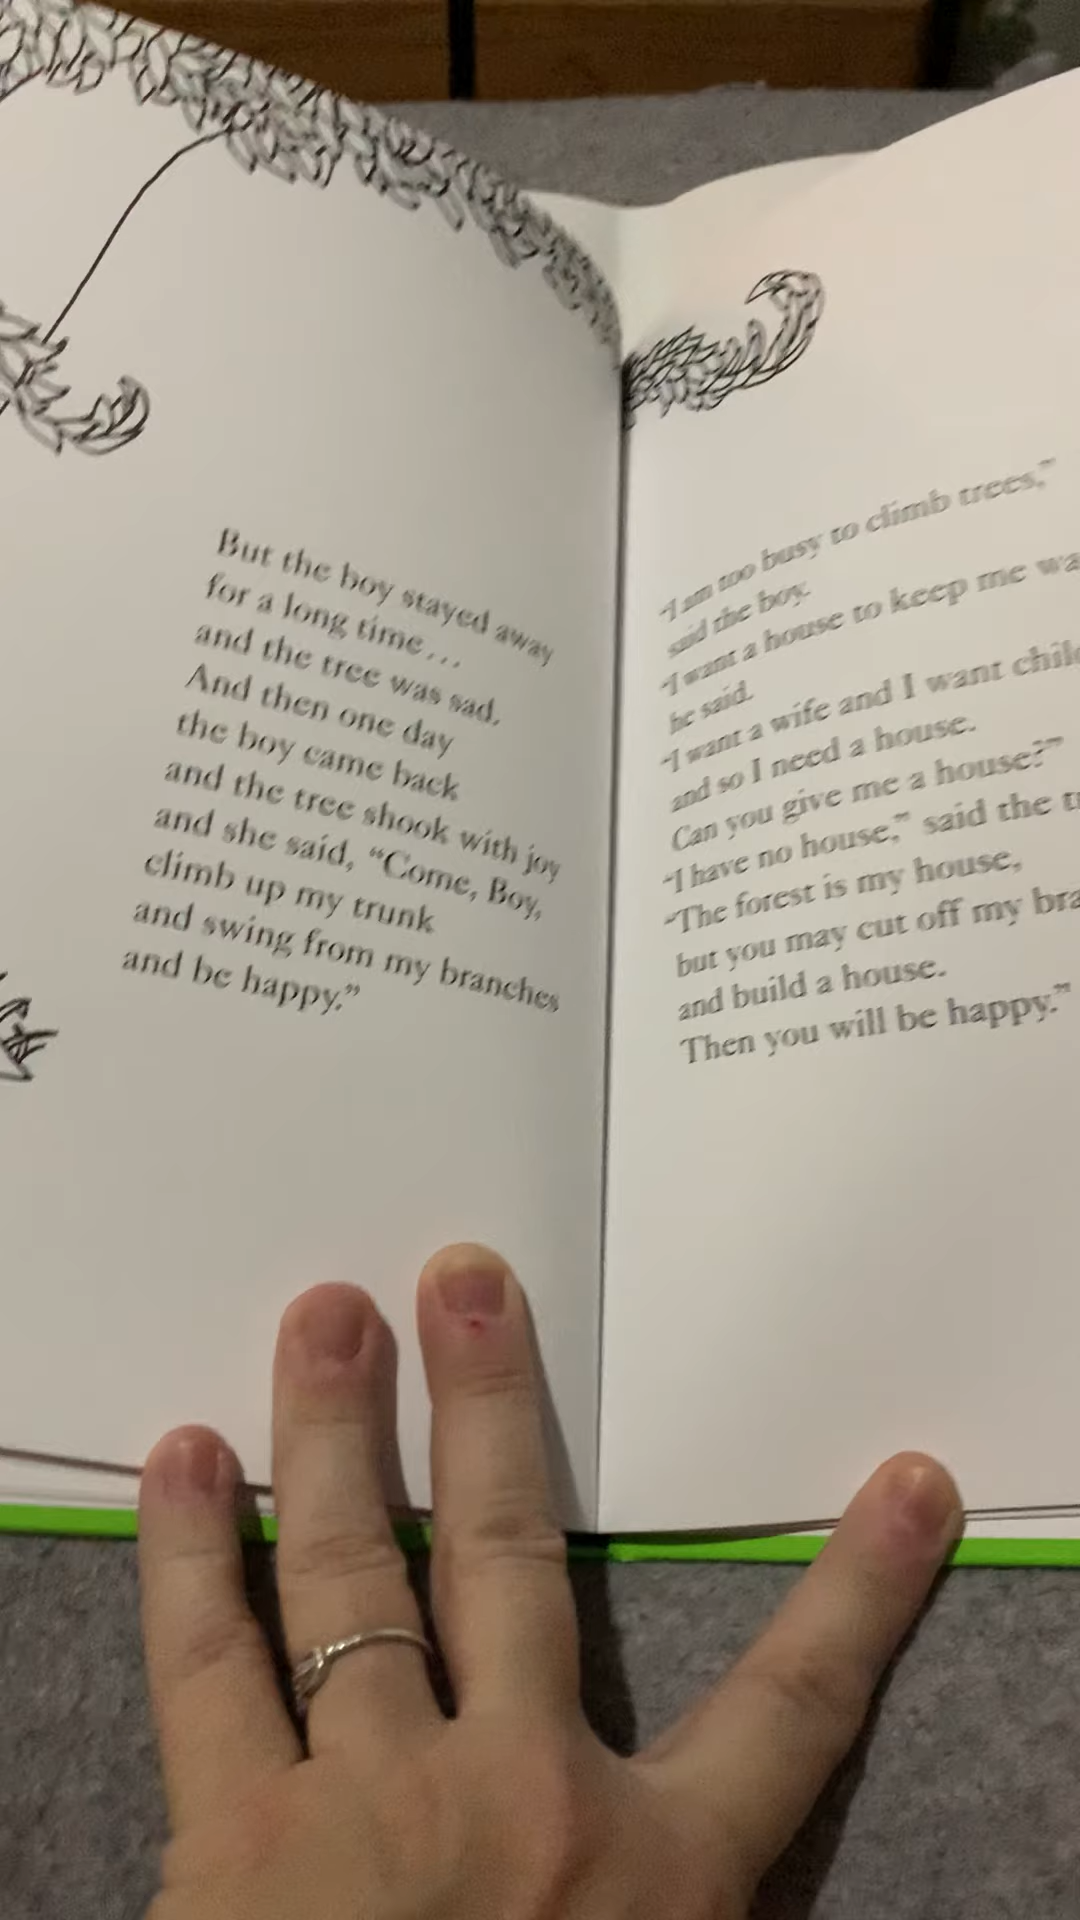 But the boy stayed away
for a long time...
and the tree was sad.
And then one day
the boy came back
and the tree shook with joy
and she said, “Come, Boy,
climb up my trunk
and swing from my branches
and be happy.”
“I am too busy to climb trees,”
said the boy.
“I want a house to keep me
he said.
“I want a wife and I want
and so I need a house.
Can you give me a house?”
“I have no house,” said the
“The forest is my house,
but you may cut off my
and build a house.
Then you will be happy.”